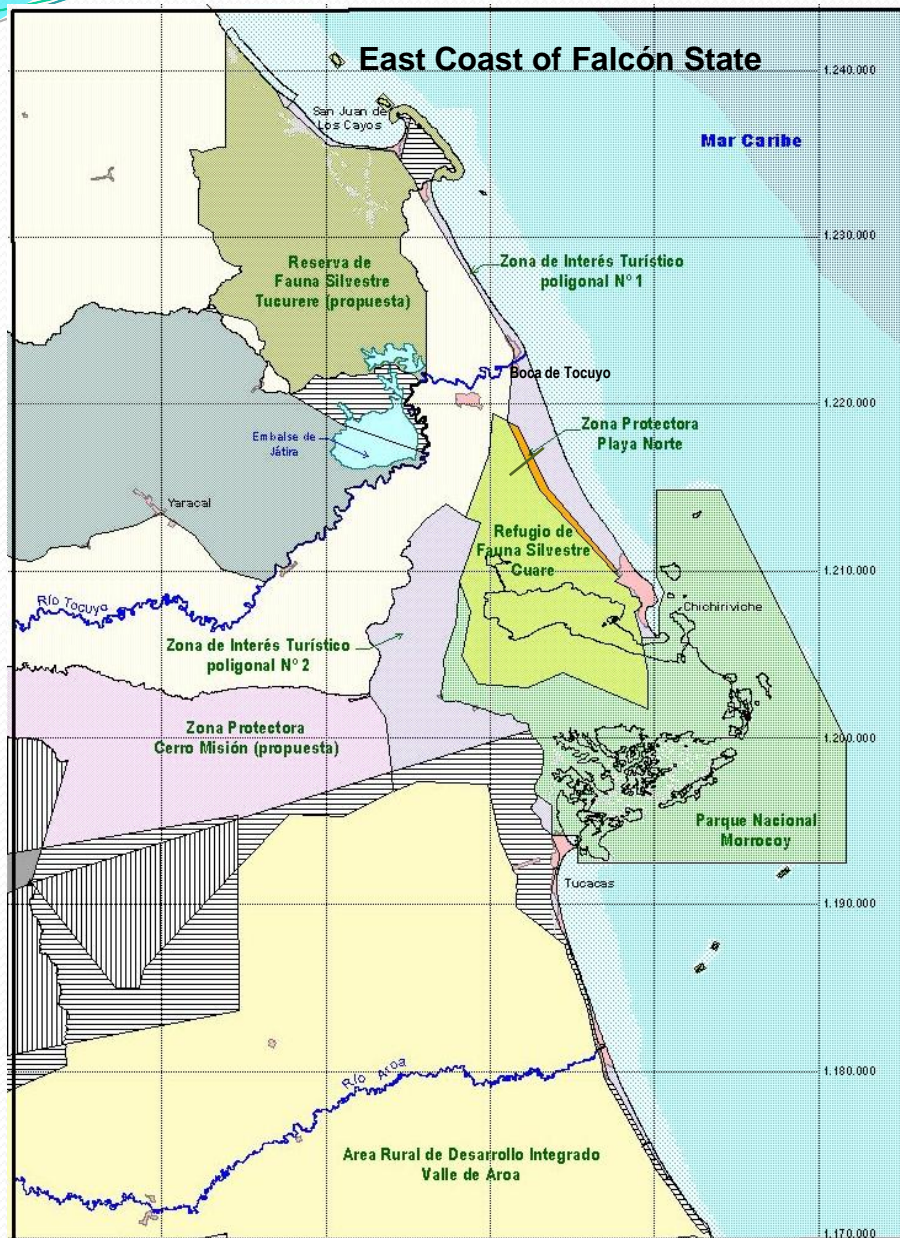 East Coast of Falcón State
1.240.000
San Juan de
Los Cayos
Mar Caribe
1.230.000
Zona de Interés Turístico
poligonal Nº 1
Reserva de
Fauna Silvestre
Tucurere (propuesta)
Boca de Tocuyo
1.220.000
Zona Protectora
Playa Norte
Embalse de
Játira
Yaracal
Refugio de
Fauna Silvestre
Cuare
1.210.000
Río Tocuyo
Chichiriviche
Zona de Interés Turístico
poligonal Nº 2
Zona Protectora
Cerro Misión (propuesta)
1.200.000
Parque Nacional
Morrocoy
Tucacas
1.190.000
Río Aroa
1.180.000
Area Rural de Desarrollo Integrado
Valle de Aroa
1.170.000